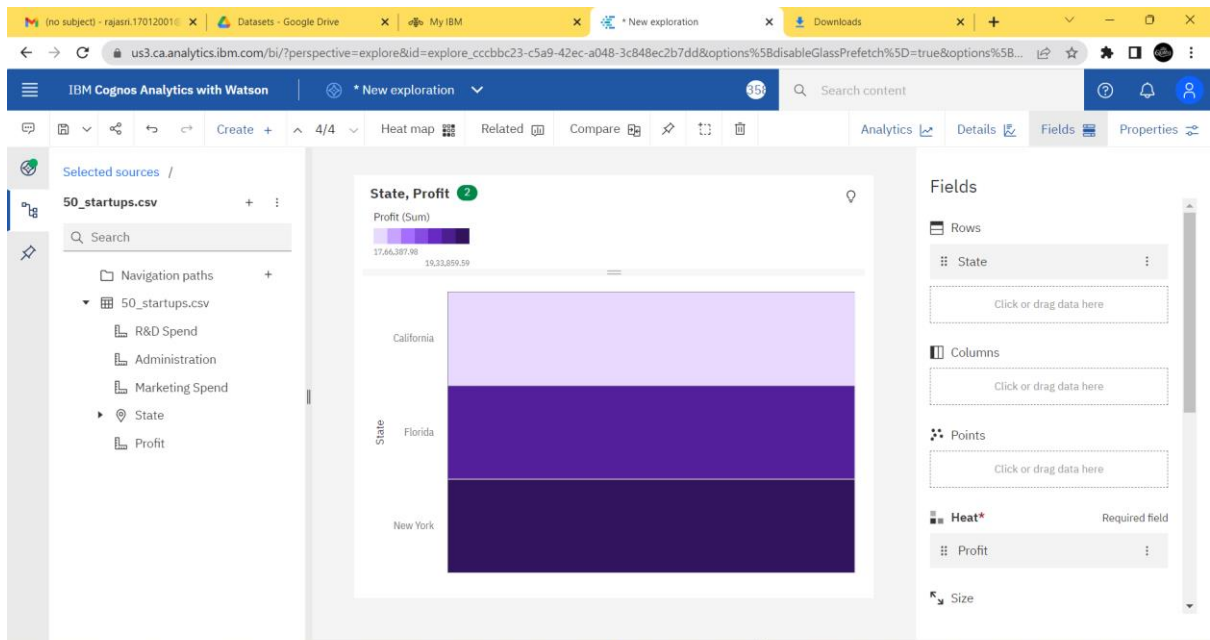 (no subject) - rajasri.17012001@ Datasets - Google Drive My IBM * New exploration Downloads
us3.ca.analytics.ibm.com/bi/?perspective=explore&id=explore_cccbbc23-c5a9-42ec-a048-3c848ec2b7dd&options%5BdisableGlassPrefetch%5D=true&options%5B...
IBM Cognos Analytics with Watson * New exploration 358 Search content
Create + 4/4 Heat map Related Compare Analytics Details Fields Properties
Selected sources /
50_startups.csv
Search
Navigation paths
50_startups.csv
R&D Spend
Administration
Marketing Spend
State
Profit
State, Profit 2
Profit (Sum)
17,66,387.98
19,33,859.59
State
California
Florida
New York
Fields
Rows
State
Click or drag data here
Columns
Click or drag data here
Points
Click or drag data here
Heat* Required field
Profit
Size